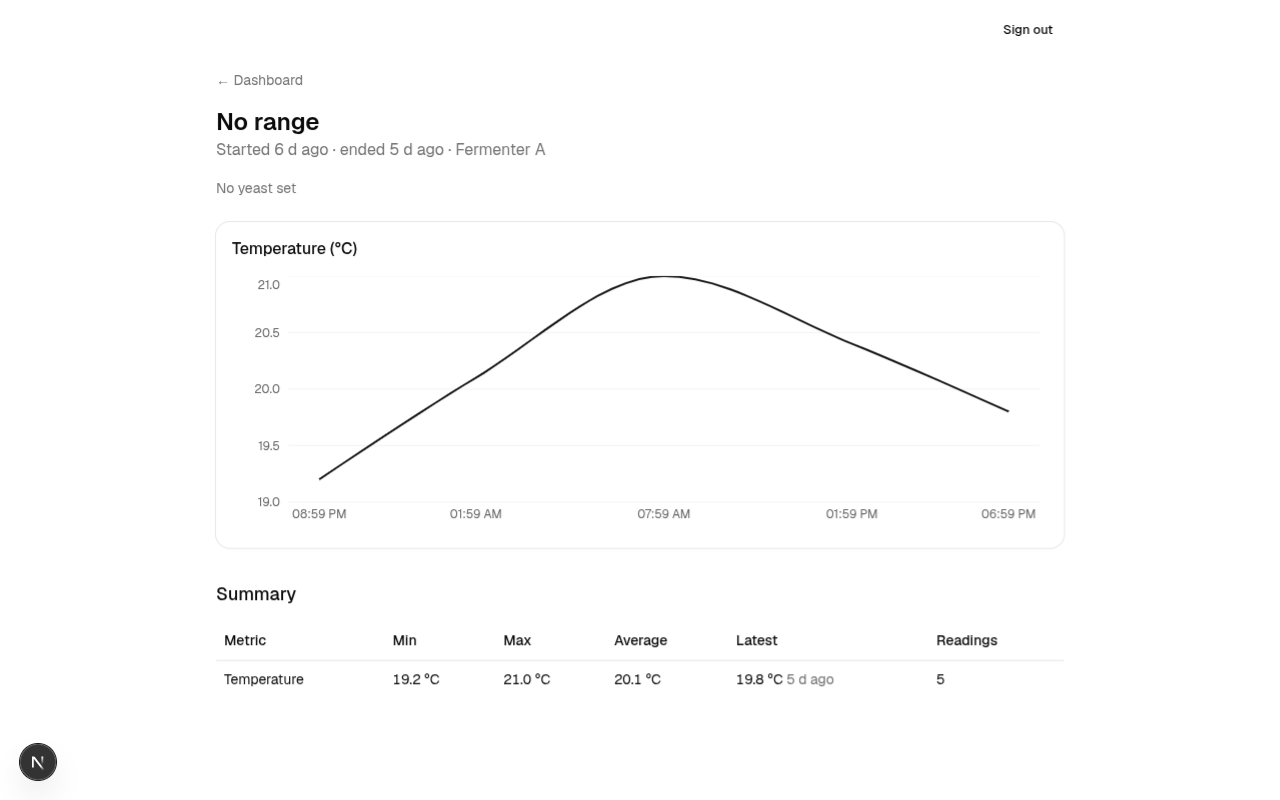 Sign out
← Dashboard
No range
Started 6 d ago · ended 5 d ago · Fermenter A
No yeast set
Temperature (°C)
21.0
20.5
20.0
19.5
19.0
08:59 PM 01:59 AM 07:59 AM 01:59 PM 06:59 PM
Summary
Metric Min Max Average Latest Readings
Temperature 19.2 °C 21.0 °C 20.1 °C 19.8 °C 5 d ago 5
N